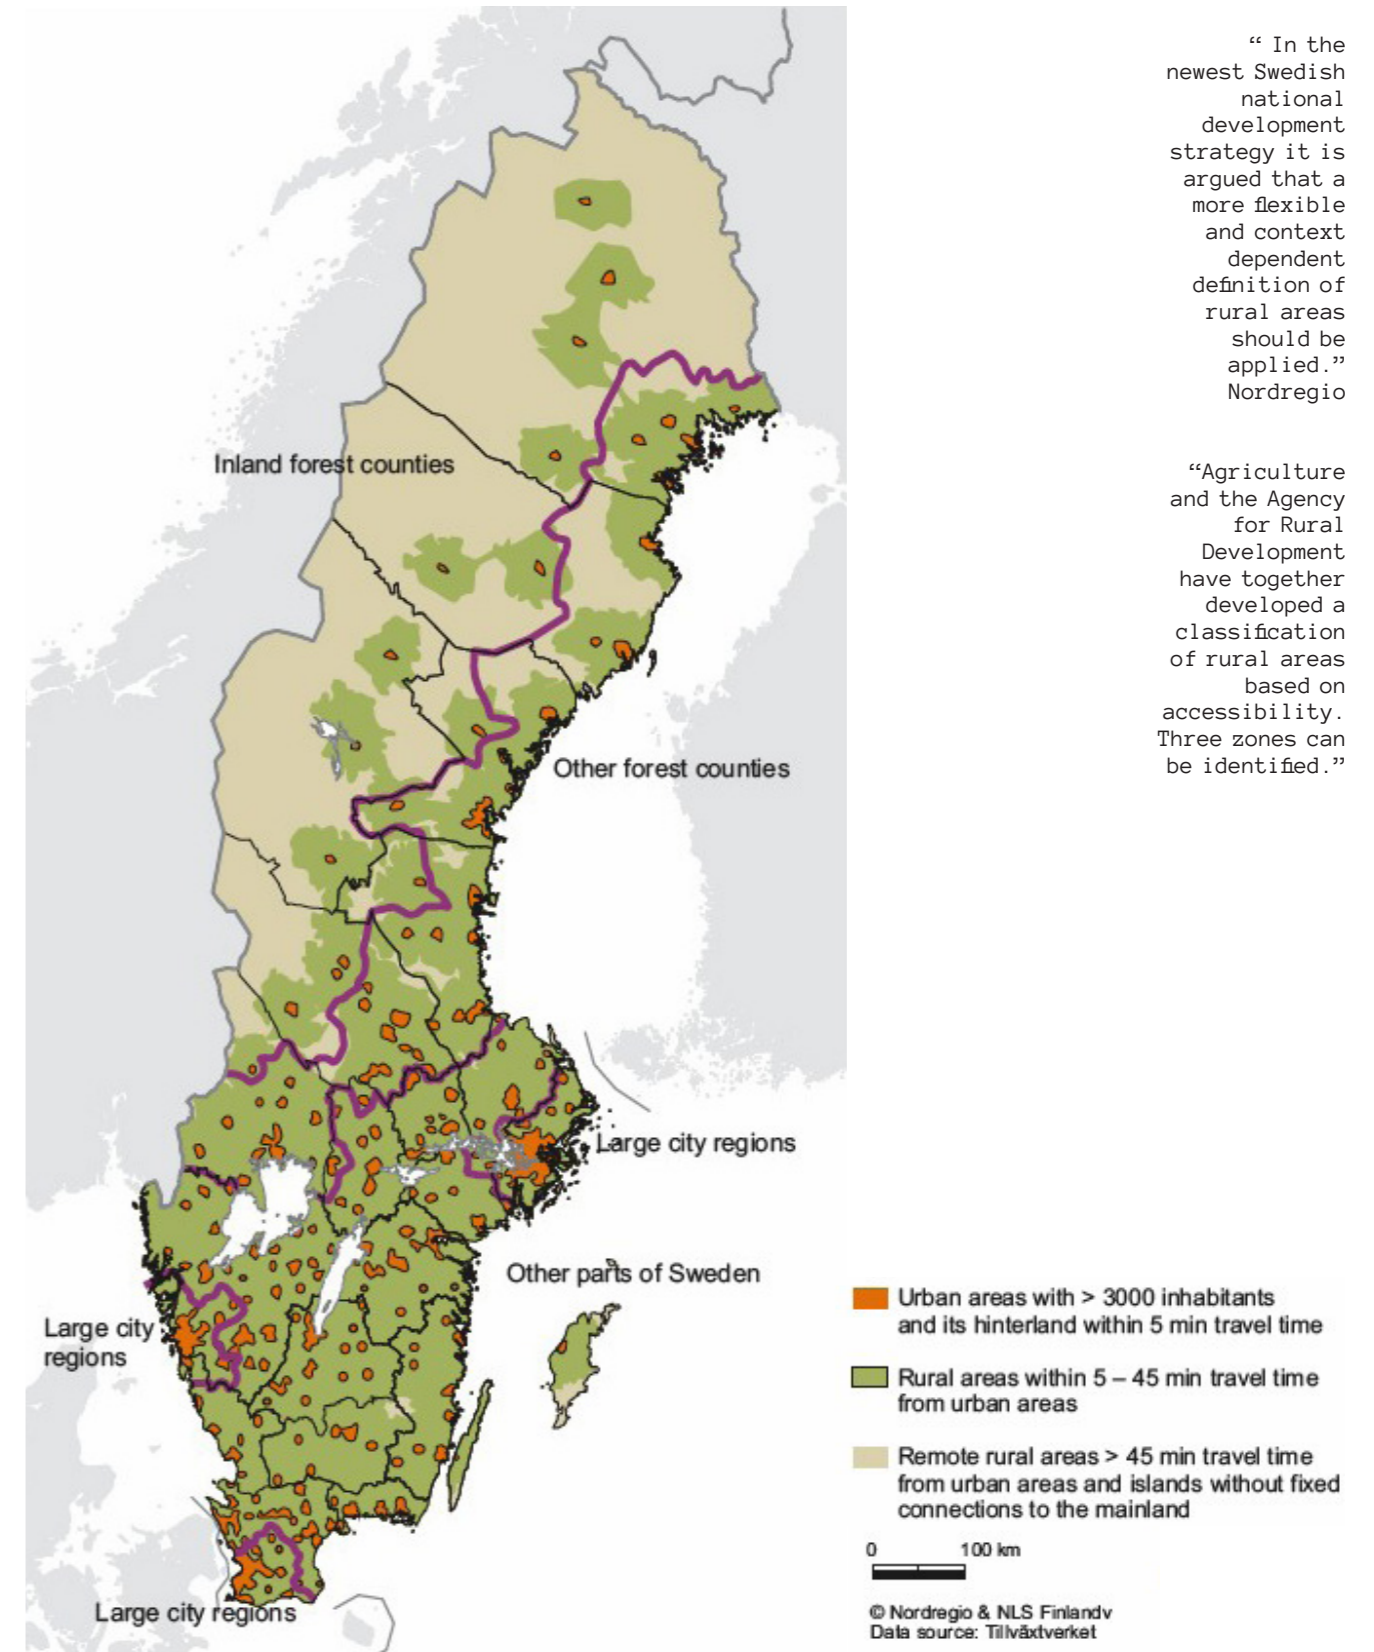 “ In the
newest Swedish
national
development
strategy it is
argued that a
more flexible
and context
dependent
definition of
rural areas
should be
applied.”
Nordregio
“Agriculture
and the Agency
for Rural
Development
have together
developed a
classification
of rural areas
based on
accessibility.
Three zones can
be identified.”
Inland forest counties
Other forest counties
Large city regions
Other parts of Sweden
Large city
regions
Large city regions
Urban areas with > 3000 inhabitants
and its hinterland within 5 min travel time
Rural areas within 5 – 45 min travel time
from urban areas
Remote rural areas > 45 min travel time
from urban areas and islands without fixed
connections to the mainland
0 100 km
© Nordregio & NLS Finlandv
Data source: Tillväxtverket